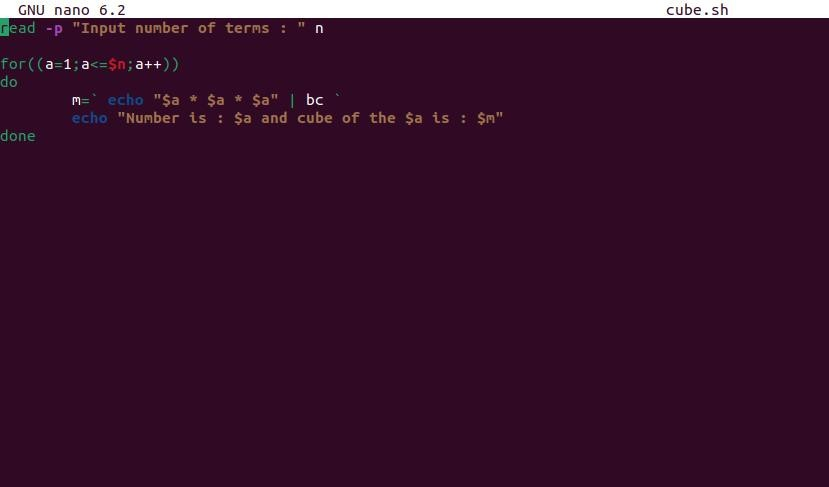 GNU nano 6.2 cube.sh
read -p "Input number of terms : " n
for((a=1;a<=$n;a++))
do
m=` echo "$a * $a * $a" | bc `
echo "Number is : $a and cube of the $a is : $m"
done